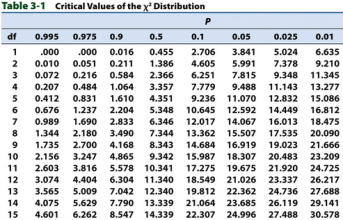 Table 3-1 Critical Values of the χ² Distribution
P
df 0.995 0.975 0.9 0.5 0.1 0.05 0.025 0.01
1 .000 .000 0.016 0.455 2.706 3.841 5.024 6.635
2 0.010 0.051 0.211 1.386 4.605 5.991 7.378 9.210
3 0.072 0.216 0.584 2.366 6.251 7.815 9.348 11.345
4 0.207 0.484 1.064 3.357 7.779 9.488 11.143 13.277
5 0.412 0.831 1.610 4.351 9.236 11.070 12.832 15.086
6 0.676 1.237 2.204 5.348 10.645 12.592 14.449 16.812
7 0.989 1.690 2.833 6.346 12.017 14.067 16.013 18.475
8 1.344 2.180 3.490 7.344 13.362 15.507 17.535 20.090
9 1.735 2.700 4.168 8.343 14.684 16.919 19.023 21.666
10 2.156 3.247 4.865 9.342 15.987 18.307 20.483 23.209
11 2.603 3.816 5.578 10.341 17.275 19.675 21.920 24.725
12 3.074 4.404 6.304 11.340 18.549 21.026 23.337 26.217
13 3.565 5.009 7.042 12.340 19.812 22.362 24.736 27.688
14 4.075 5.629 7.790 13.339 21.064 23.685 26.119 29.141
15 4.601 6.262 8.547 14.339 22.307 24.996 27.488 30.578